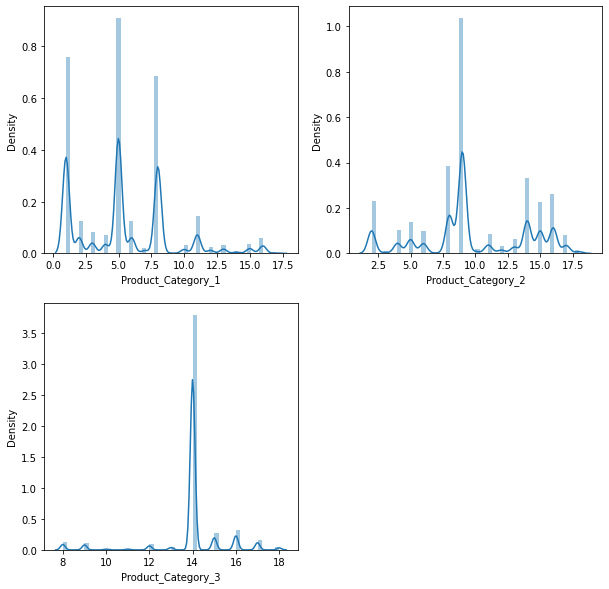 0.8
0.6
0.4
0.2
0.0
Density
0.0 2.5 5.0 7.5 10.0 12.5 15.0 17.5
Product_Category_1
1.0
0.8
0.6
0.4
0.2
0.0
Density
2.5 5.0 7.5 10.0 12.5 15.0 17.5
Product_Category_2
3.5
3.0
2.5
2.0
1.5
1.0
0.5
0.0
Density
8 10 12 14 16 18
Product_Category_3